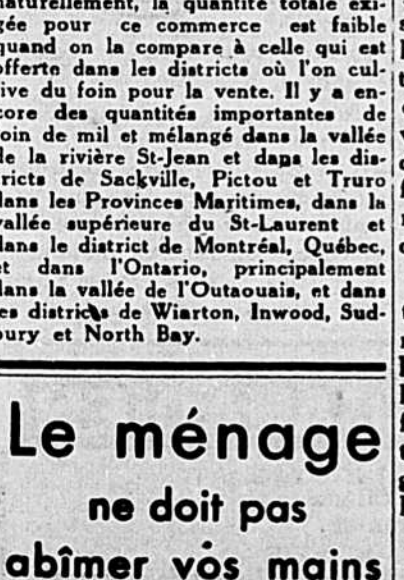 naturellement, la quantité totale exi-
gée pour ce commerce est faible
quand on la compare à celle qui est
offerte dans les districts où l'on cul-
tive du foin pour la vente. Il y a en-
core des quantités importantes de
foin de mil et mélangé dans la vallée
de la rivière St-Jean et dans les dis-
tricts de Sackville, Pictou et Truro
dans les Provinces Maritimes, dans la
vallée supérieure du St-Laurent et
dans le district de Montréal, Québec,
et dans l'Ontario, principalement
dans la vallée de l'Outaouais, et dans
les districts de Wiarton, Inwood, Sud-
bury et North Bay.
Le ménage
ne doit pas
abîmer vos mains